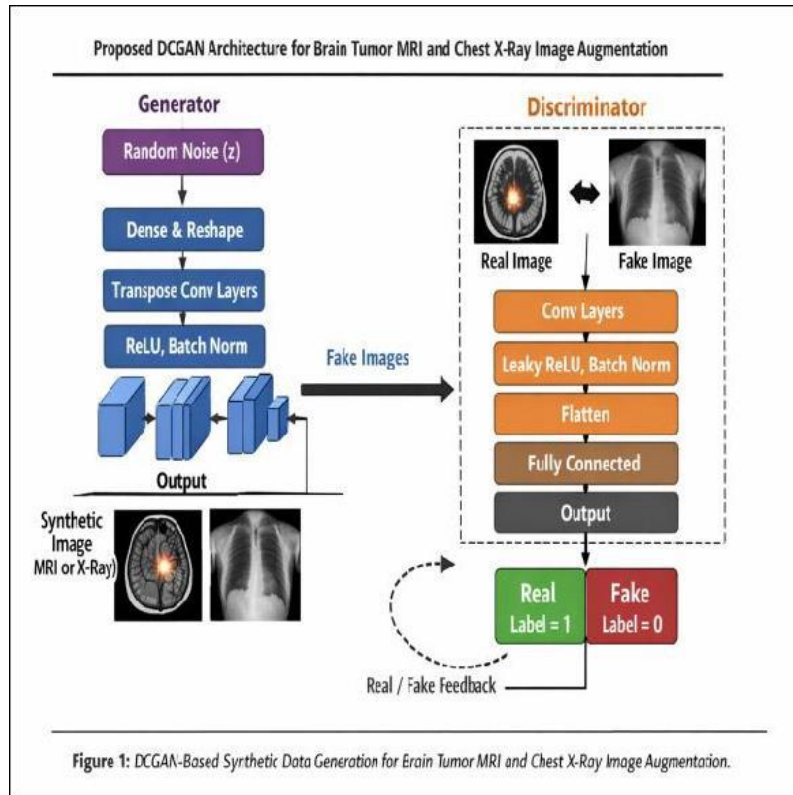 Proposed DCGAN Architecture for Brain Tumor MRI and Chest X-Ray Image Augmentation
Generator
Random Noise (z)
Dense & Reshape
Transpose Conv Layers
ReLU, Batch Norm
Output
Synthetic
Image
MRI or X-Ray)
Fake Images
Discriminator
Real Image
Fake Image
Conv Layers
Leaky ReLU, Batch Norm
Flatten
Fully Connected
Output
Real
Label = 1
Fake
Label = 0
Real / Fake Feedback
Figure 1: DCGAN-Based Synthetic Data Generation for Erain Tumor MRI and Chest X-Ray Image Augmentation.